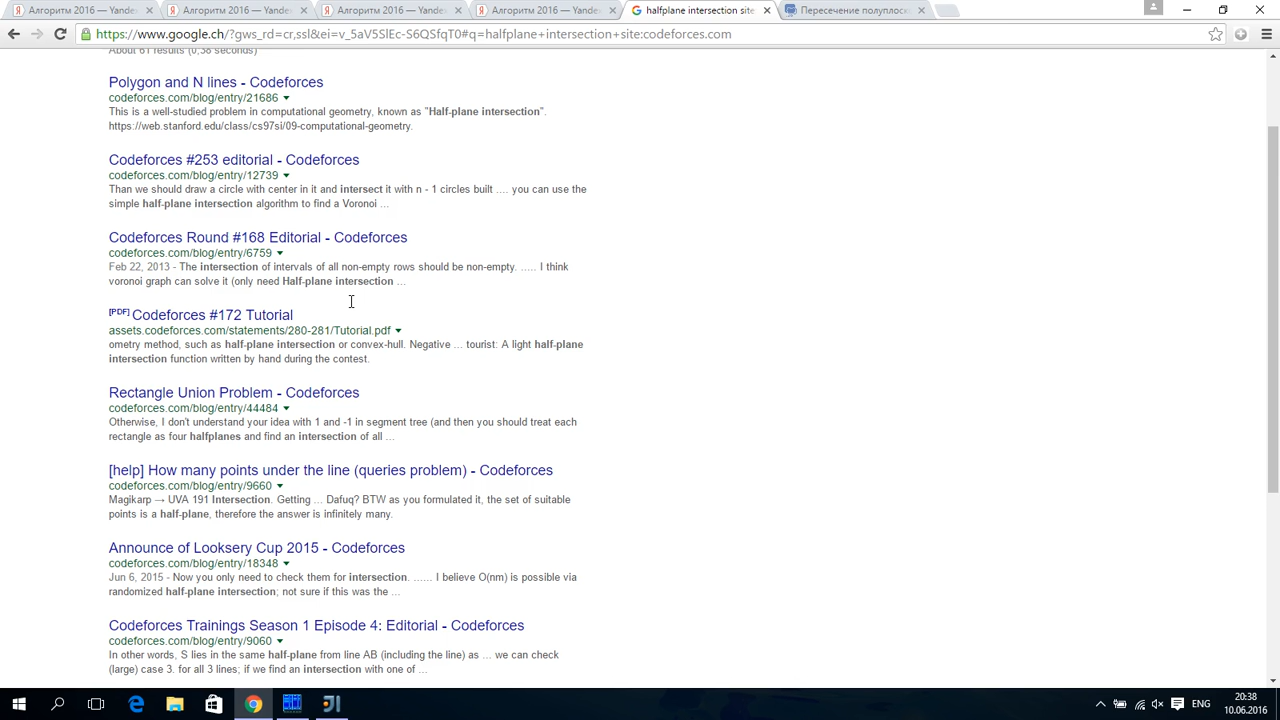 Алгоритм 2016 — Yandex
Алгоритм 2016 — Yandex
Алгоритм 2016 — Yandex
Алгоритм 2016 — Yandex
halfplane intersection site
Пересечение полуплоск
https://www.google.ch/?gws_rd=cr,ssl&ei=v_5aV5SlEc-S6QSfqT0#q=halfplane+intersection+site:codeforces.com
About 61 results (0,38 seconds)
Polygon and N lines - Codeforces
codeforces.com/blog/entry/21686
This is a well-studied problem in computational geometry, known as "Half-plane intersection".
https://web.stanford.edu/class/cs97si/09-computational-geometry.
Codeforces #253 editorial - Codeforces
codeforces.com/blog/entry/12739
Than we should draw a circle with center in it and intersect it with n - 1 circles built .... you can use the
simple half-plane intersection algorithm to find a Voronoi ...
Codeforces Round #168 Editorial - Codeforces
codeforces.com/blog/entry/6759
Feb 22, 2013 - The intersection of intervals of all non-empty rows should be non-empty. ..... I think
voronoi graph can solve it (only need Half-plane intersection ...
[PDF] Codeforces #172 Tutorial
assets.codeforces.com/statements/280-281/Tutorial.pdf
ometry method, such as half-plane intersection or convex-hull. Negative ... tourist: A light half-plane
intersection function written by hand during the contest.
Rectangle Union Problem - Codeforces
codeforces.com/blog/entry/44484
Otherwise, I don't understand your idea with 1 and -1 in segment tree (and then you should treat each
rectangle as four halfplanes and find an intersection of all ...
[help] How many points under the line (queries problem) - Codeforces
codeforces.com/blog/entry/9660
Magikarp → UVA 191 Intersection. Getting ... Dafuq? BTW as you formulated it, the set of suitable
points is a half-plane, therefore the answer is infinitely many.
Announce of Looksery Cup 2015 - Codeforces
codeforces.com/blog/entry/18348
Jun 6, 2015 - Now you only need to check them for intersection. ...... I believe O(nm) is possible via
randomized half-plane intersection; not sure if this was the ...
Codeforces Trainings Season 1 Episode 4: Editorial - Codeforces
codeforces.com/blog/entry/9060
In other words, S lies in the same half-plane from line AB (including the line) as ... we can check
(large) case 3. for all 3 lines; if we find an intersection with one of ...
ENG
20:38
10.06.2016